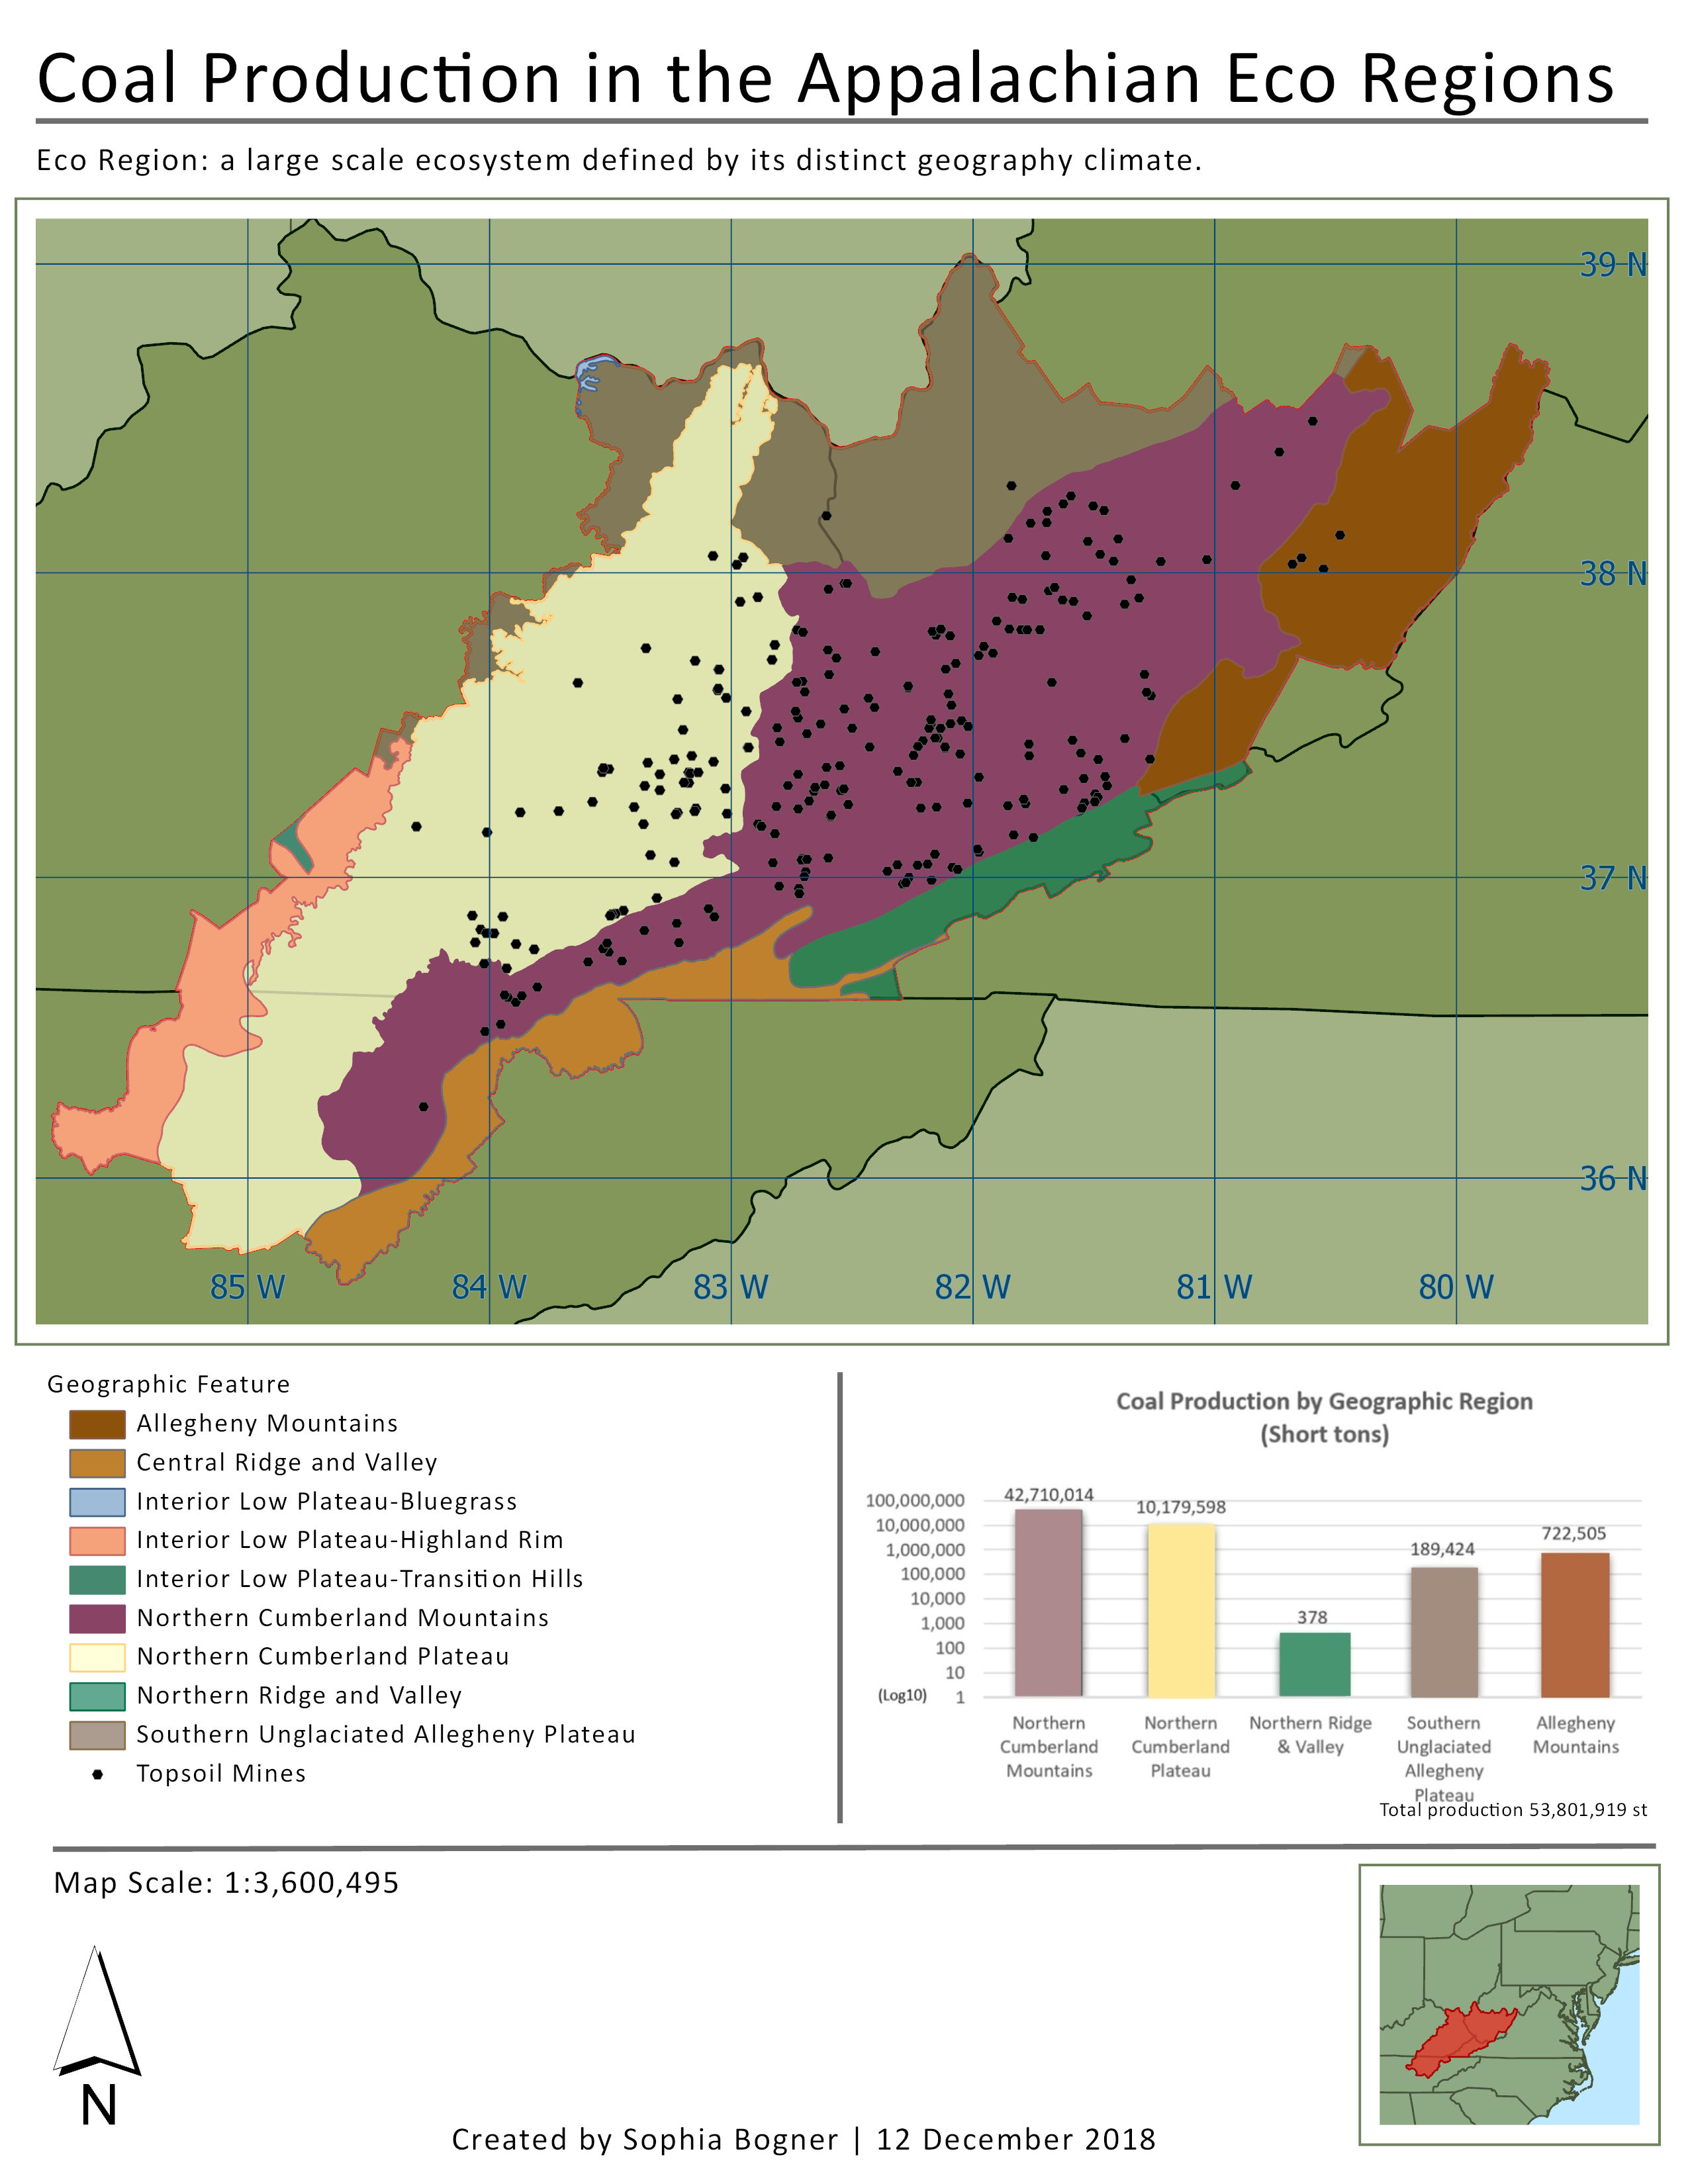 Coal Production in the Appalachian Eco Regions
Eco Region: a large scale ecosystem defined by its distinct geography climate.
39 N
38 N
37 N
36 N
85 W
84 W
83 W
82 W
81 W
80 W
Geographic Feature
Allegheny Mountains
Central Ridge and Valley
Interior Low Plateau-Bluegrass
Interior Low Plateau-Highland Rim
Interior Low Plateau-Transition Hills
Northern Cumberland Mountains
Northern Cumberland Plateau
Northern Ridge and Valley
Southern Unglaciated Allegheny Plateau
Topsoil Mines
Coal Production by Geographic Region
(Short tons)
100,000,000
10,000,000
1,000,000
100,000
10,000
1,000
100
10
(Log10) 1
42,710,014
10,179,598
378
189,424
722,505
Northern
Cumberland
Mountains
Northern
Cumberland
Plateau
Northern Ridge
& Valley
Southern
Unglaciated
Allegheny
Plateau
Allegheny
Mountains
Total production 53,801,919 st
Map Scale: 1:3,600,495
N
Created by Sophia Bogner | 12 December 2018